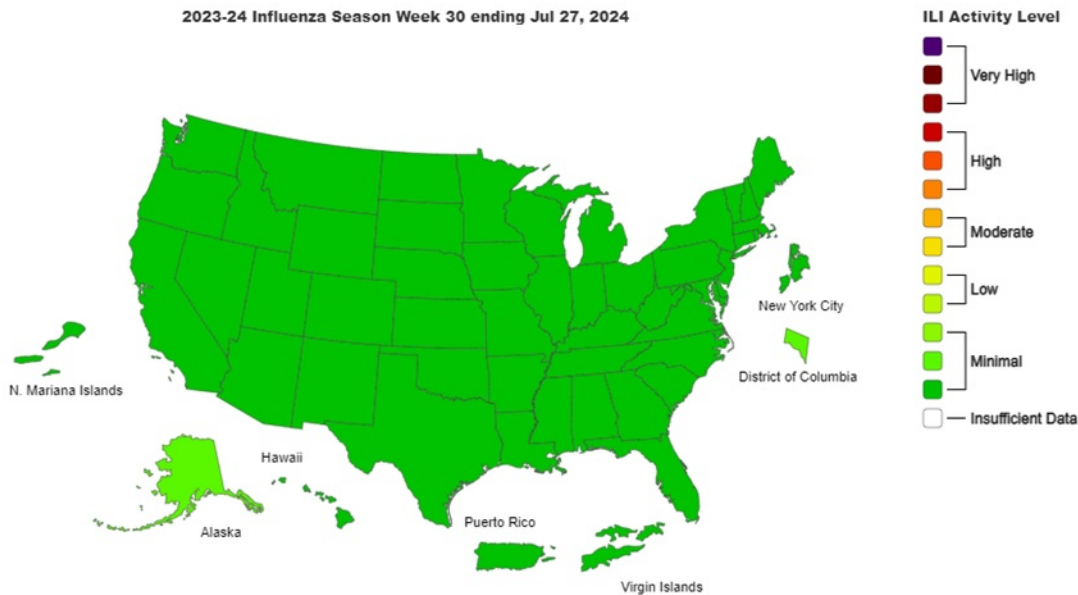 2023-24 Influenza Season Week 30 ending Jul 27, 2024
ILI Activity Level
Very High
High
Moderate
Low
Minimal
Insufficient Data
New York City
District of Columbia
N. Mariana Islands
Hawaii
Alaska
Puerto Rico
Virgin Islands